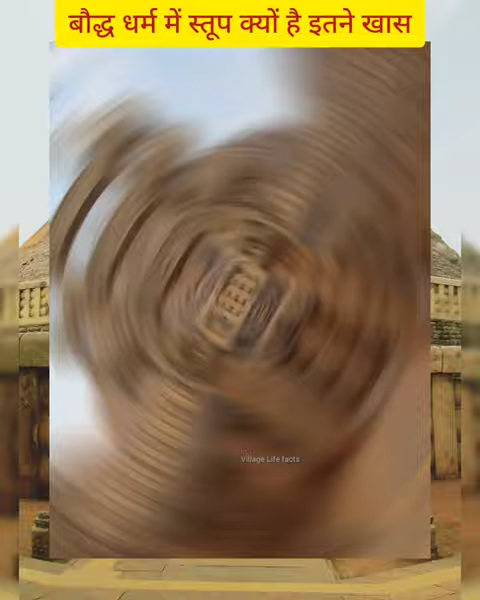 बौद्ध धर्म में स्तूप क्यों है इतने खास
Village Life facts